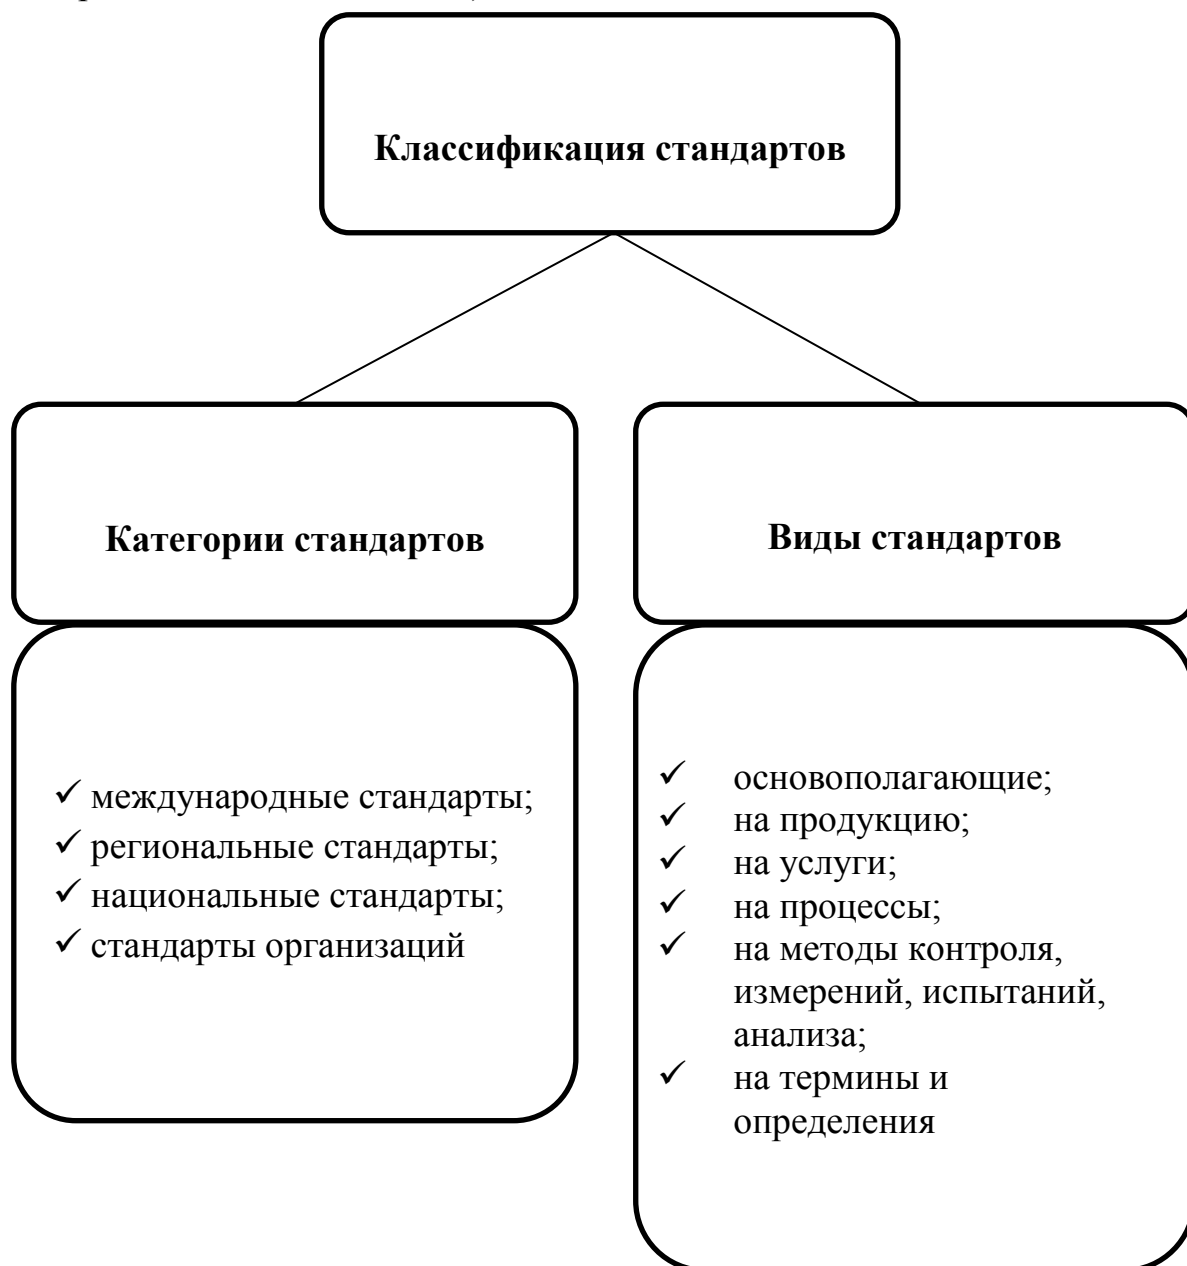 Классификация стандартов
Категории стандартов
✓ международные стандарты;
✓ региональные стандарты;
✓ национальные стандарты;
✓ стандарты организаций
Виды стандартов
✓ основополагающие;
✓ на продукцию;
✓ на услуги;
✓ на процессы;
✓ на методы контроля,
измерений, испытаний,
анализа;
✓ на термины и
определения